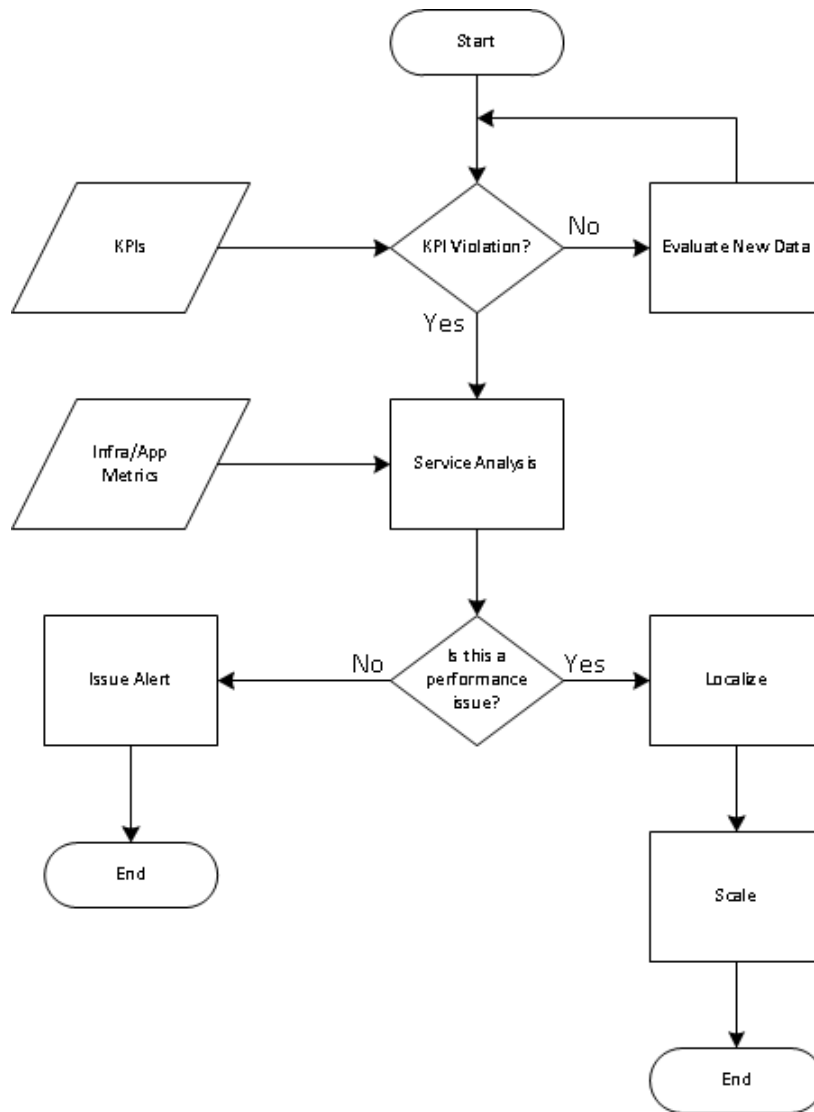 Start
KPIs
KPI Violation?
No
Evaluate New Data
Yes
Infra/App
Metrics
Service Analysis
Issue Alert
No
Is this a
performance
issue?
Yes
Localize
End
Scale
End